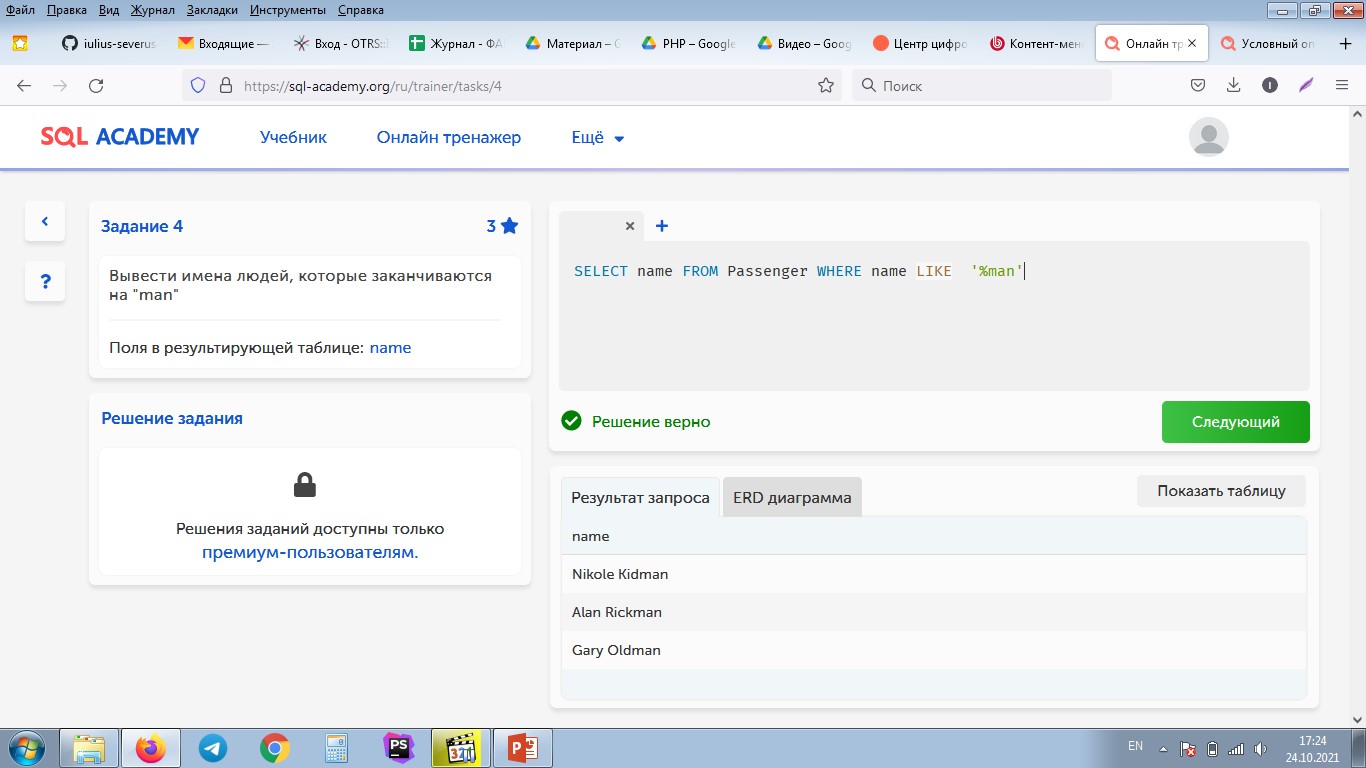 Файл Правка Вид Журнал Закладки Инструменты Справка
iulius-severus
Входящие —
Вход - OTRS::
Журнал - ФА
Материал – G
PHP – Google
Видео – Goog
Центр цифро
Контент-мен
Онлайн тр
Условный оп
https://sql-academy.org/ru/trainer/tasks/4
Поиск
SQL ACADEMY
Учебник
Онлайн тренажер
Ещё
Задание 4
3
Вывести имена людей, которые заканчиваются
на "man"
Поля в результирующей таблице: name
Решение задания
Решения заданий доступны только
премиум-пользователям.
SELECT name FROM Passenger WHERE name LIKE '%man'
Решение верно
Следующий
Результат запроса
ERD диаграмма
Показать таблицу
name
Nikole Kidman
Alan Rickman
Gary Oldman
PS
321
P
EN
17:24
24.10.2021